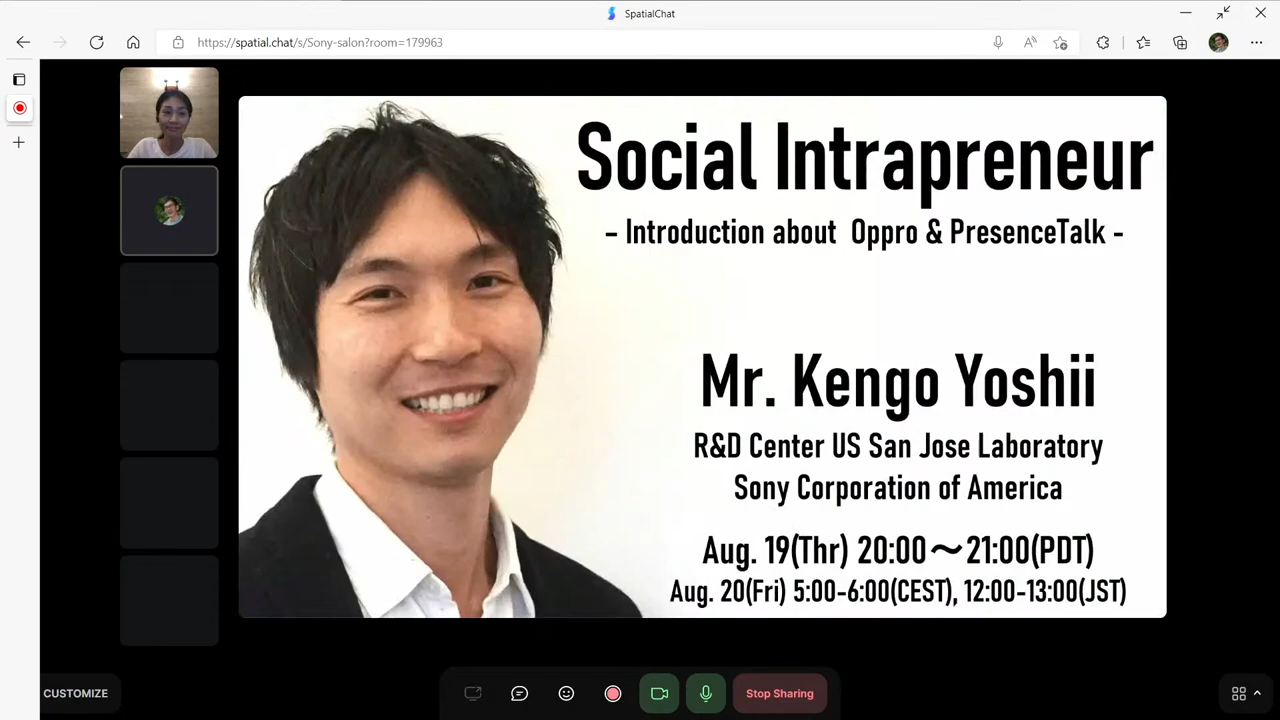 SpatialChat
https://spatial.chat/s/Sony-salon?room=179963
Social Intrapreneur
- Introduction about Oppro & PresenceTalk -
Mr. Kengo Yoshii
R&D Center US San Jose Laboratory
Sony Corporation of America
Aug. 19(Thr) 20:00～21:00(PDT)
Aug. 20(Fri) 5:00-6:00(CEST), 12:00-13:00(JST)
CUSTOMIZE
Stop Sharing